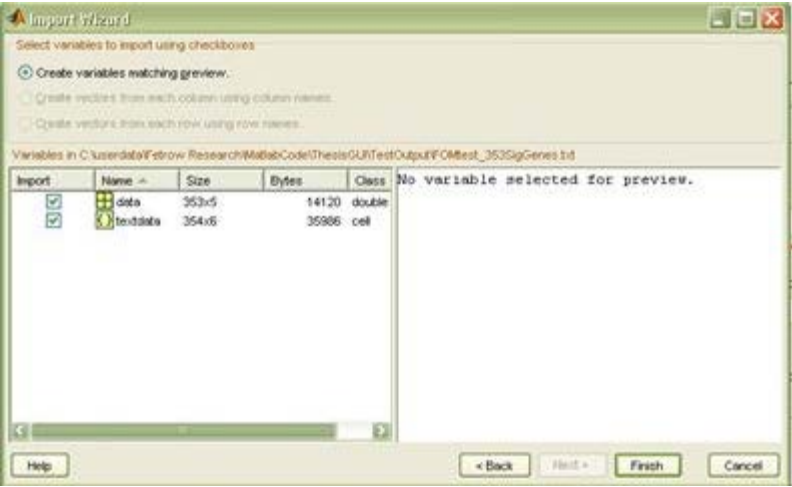 Import Wizard
Select variables to import using checkboxes
Create variables matching preview.
Create vectors from each column using column names.
Create vectors from each row using row names.
Variables in C:\userdata\Fetrow Research\MatlabCode\ThesisGUI\TestOutput\FOMtest_353SigGenes.txt
Import Name Size Bytes Class
data 353x5 14120 double
textdata 354x6 35986 cell
No variable selected for preview.
Help < Back Next > Finish Cancel